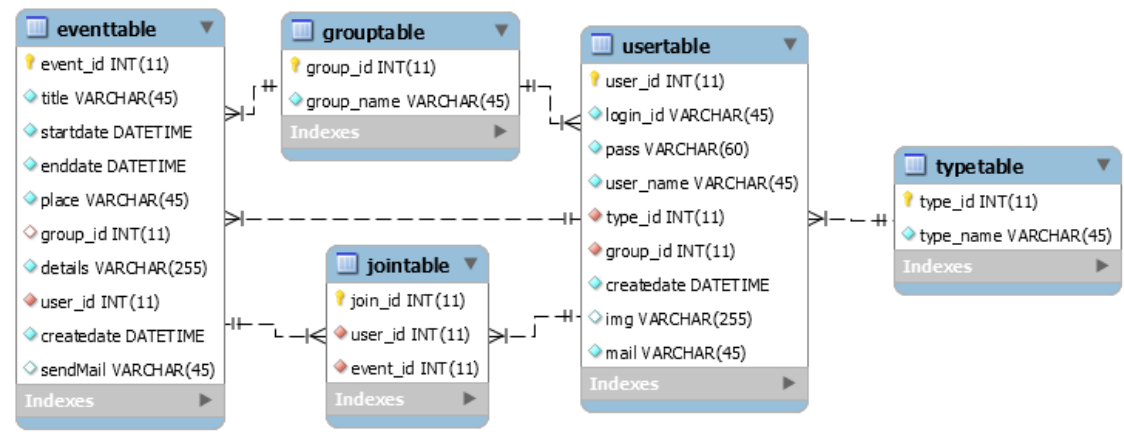 eventtable
event_id INT(11)
title VARCHAR(45)
startdate DATETIME
enddate DATETIME
place VARCHAR(45)
group_id INT(11)
details VARCHAR(255)
user_id INT(11)
createdate DATETIME
sendMail VARCHAR(45)
Indexes
grouptable
group_id INT(11)
group_name VARCHAR(45)
Indexes
jointable
join_id INT(11)
user_id INT(11)
event_id INT(11)
Indexes
usertable
user_id INT(11)
login_id VARCHAR(45)
pass VARCHAR(60)
user_name VARCHAR(45)
type_id INT(11)
group_id INT(11)
createdate DATETIME
img VARCHAR(255)
mail VARCHAR(45)
Indexes
typetable
type_id INT(11)
type_name VARCHAR(45)
Indexes